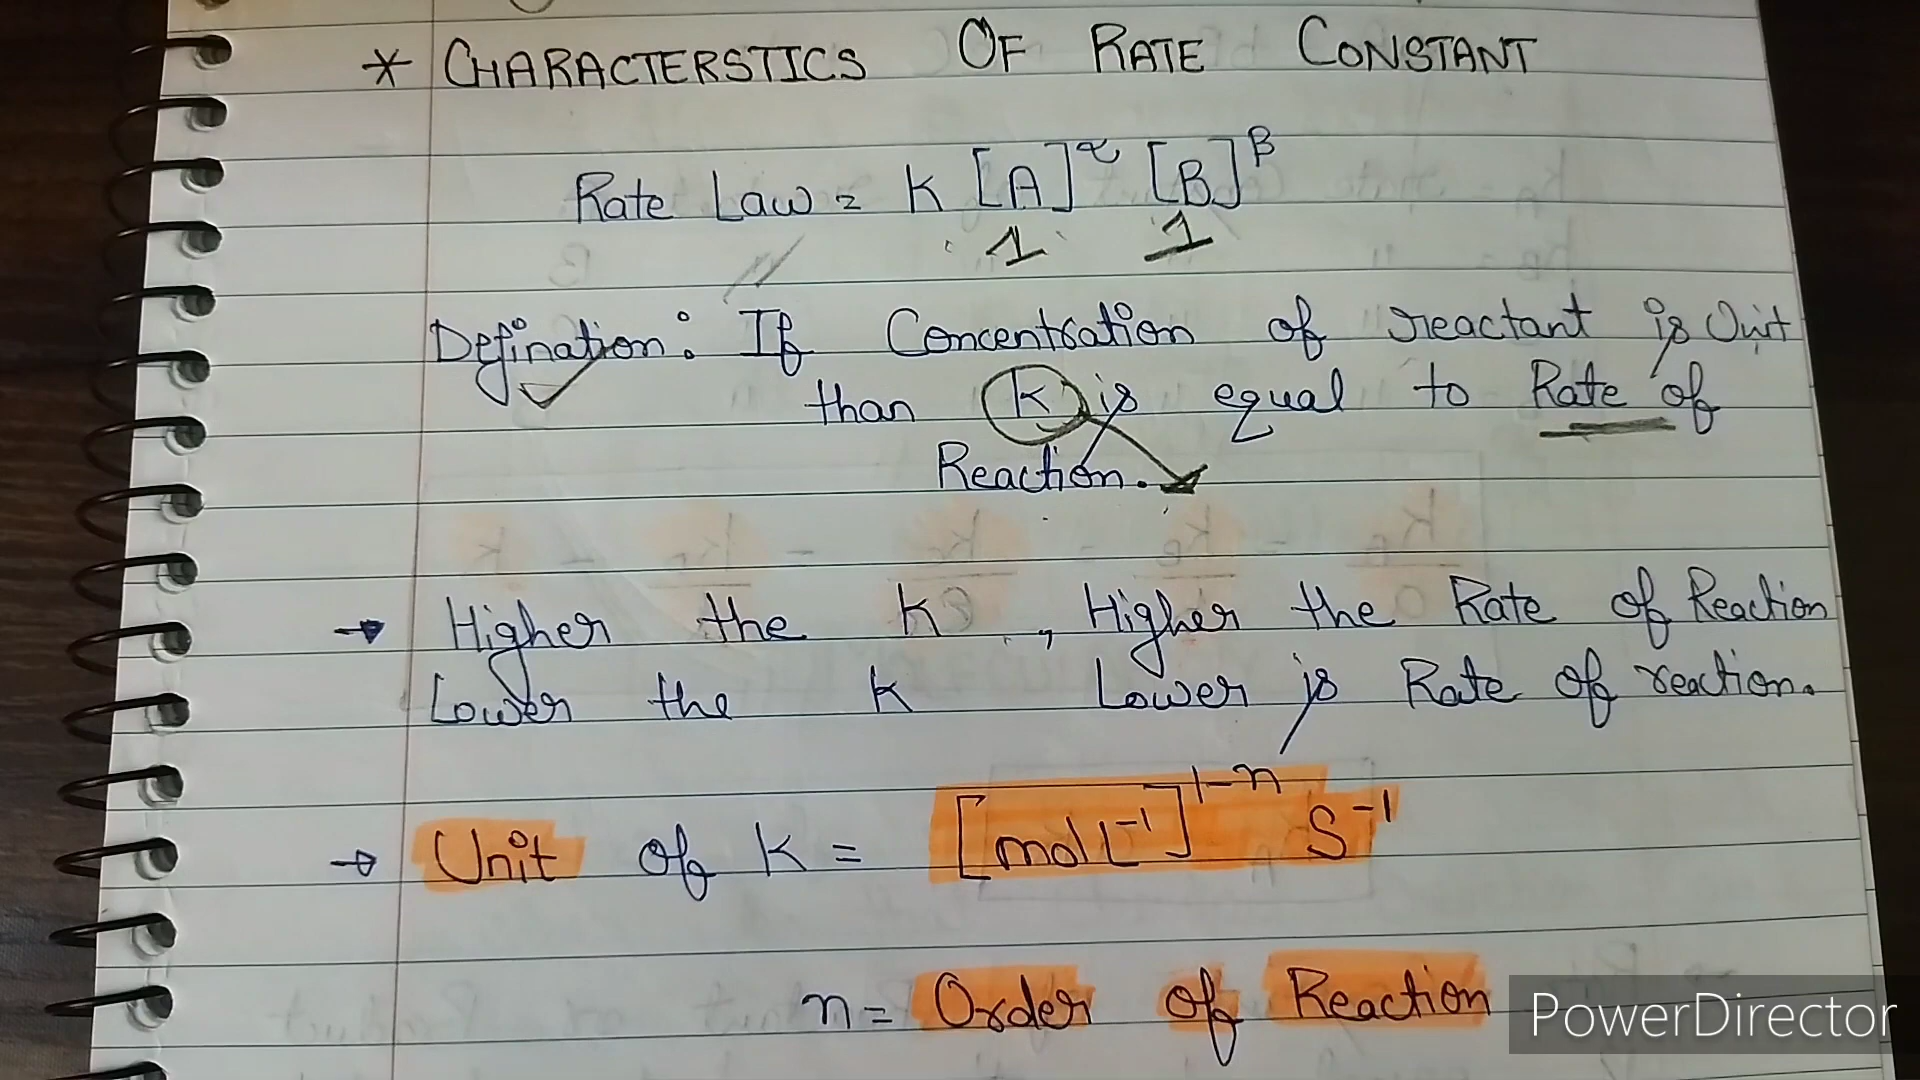 * CHARACTERSTICS OF RATE CONSTANT
Rate Law = K [A]^α [B]^β
1 1
Defination: If Concentration of reactant is Unit
than K is equal to Rate of
Reaction.
→ Higher the K, Higher the Rate of Reaction
Lower the K Lower is Rate of reaction.
→ Unit of K = [mol L⁻¹]^1-n S⁻¹
n = Order of Reaction
PowerDirector